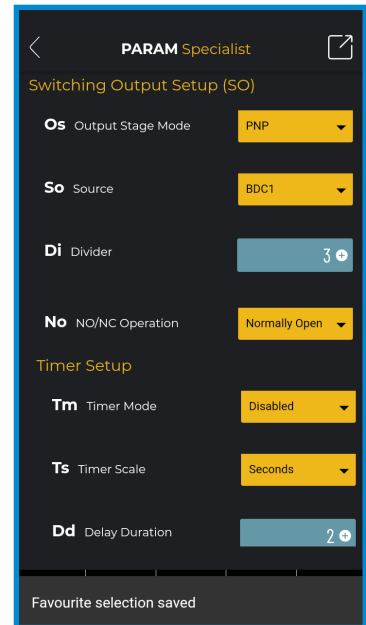 PARAM Specialist
Switching Output Setup (SO)
Os Output Stage Mode PNP
So Source BDC1
Di Divider 3
No NO/NC Operation Normally Open
Timer Setup
Tm Timer Mode Disabled
Ts Timer Scale Seconds
Dd Delay Duration 2
Favourite selection saved